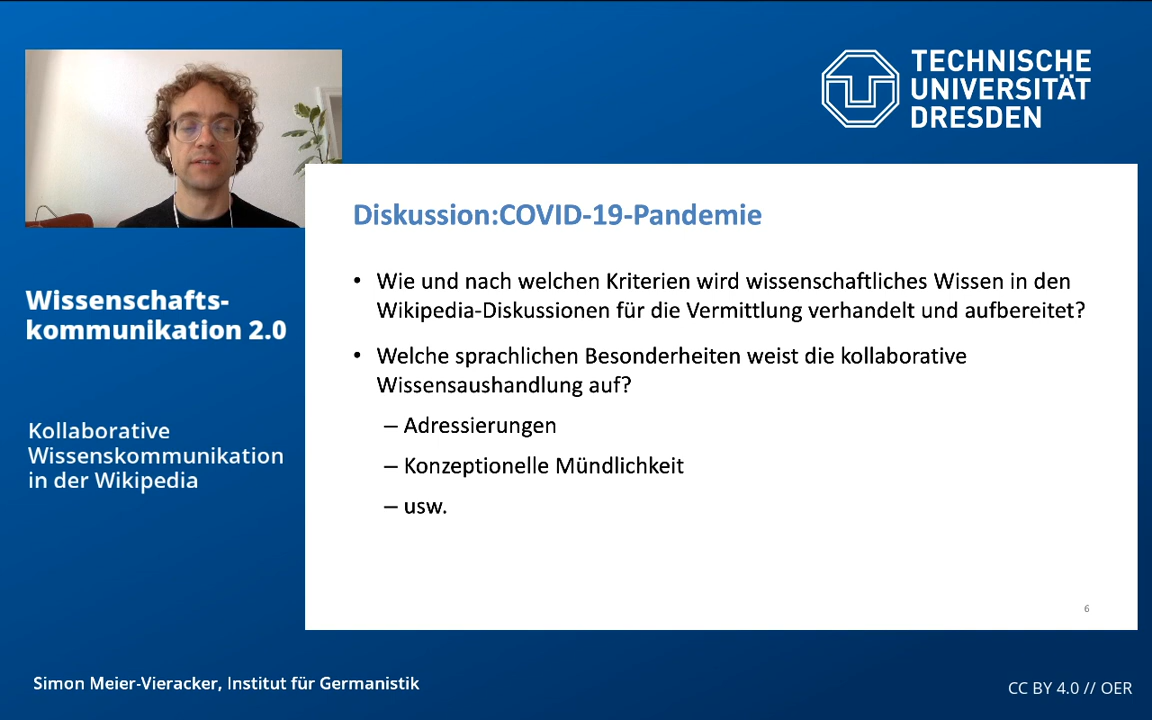 TECHNISCHE
UNIVERSITÄT
DRESDEN
Diskussion:COVID-19-Pandemie
• Wie und nach welchen Kriterien wird wissenschaftliches Wissen in den
Wikipedia-Diskussionen für die Vermittlung verhandelt und aufbereitet?
• Welche sprachlichen Besonderheiten weist die kollaborative
Wissensaushandlung auf?
– Adressierungen
– Konzeptionelle Mündlichkeit
– usw.
6
Wissenschafts-
kommunikation 2.0
Kollaborative
Wissenskommunikation
in der Wikipedia
Simon Meier-Vieracker, Institut für Germanistik
CC BY 4.0 // OER